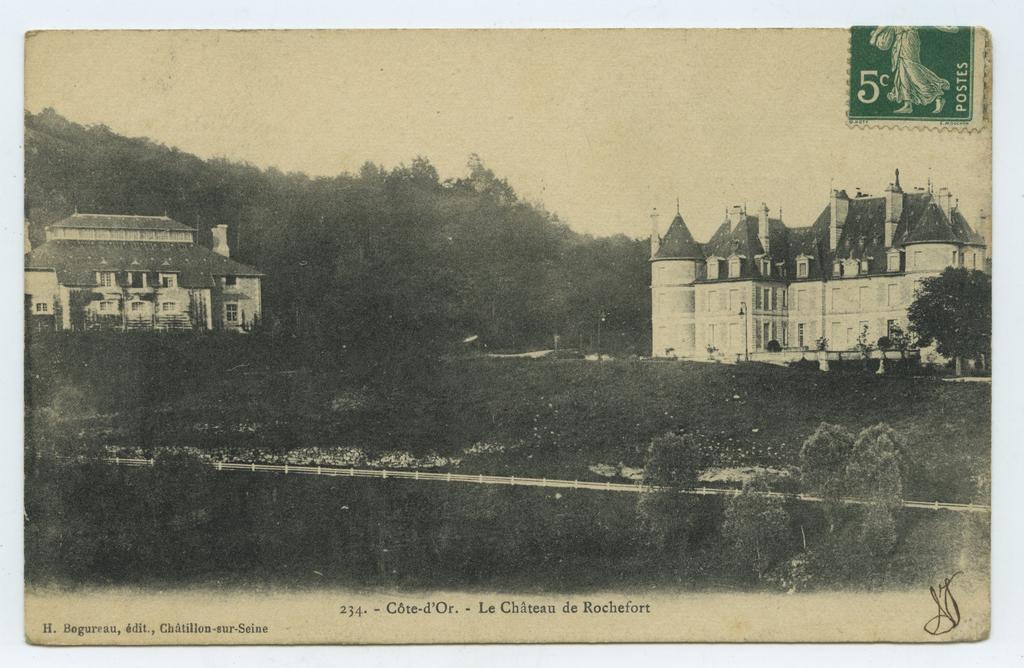 5c
POSTES
234. - Côte-d'Or. - Le Château de Rochefort
H. Bogureau, édit., Châtillon-sur-Seine